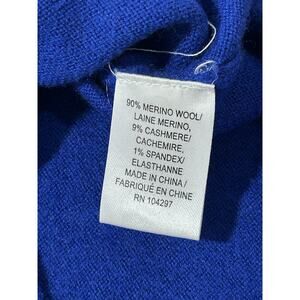 90% MERINO WOOL/
LAINE MERINO,
9% CASHMERE/
CACHEMIRE,
1% SPANDEX/
ELASTHANNE
MADE IN CHINA /
FABRIQUÉ EN CHINE
RN 104297